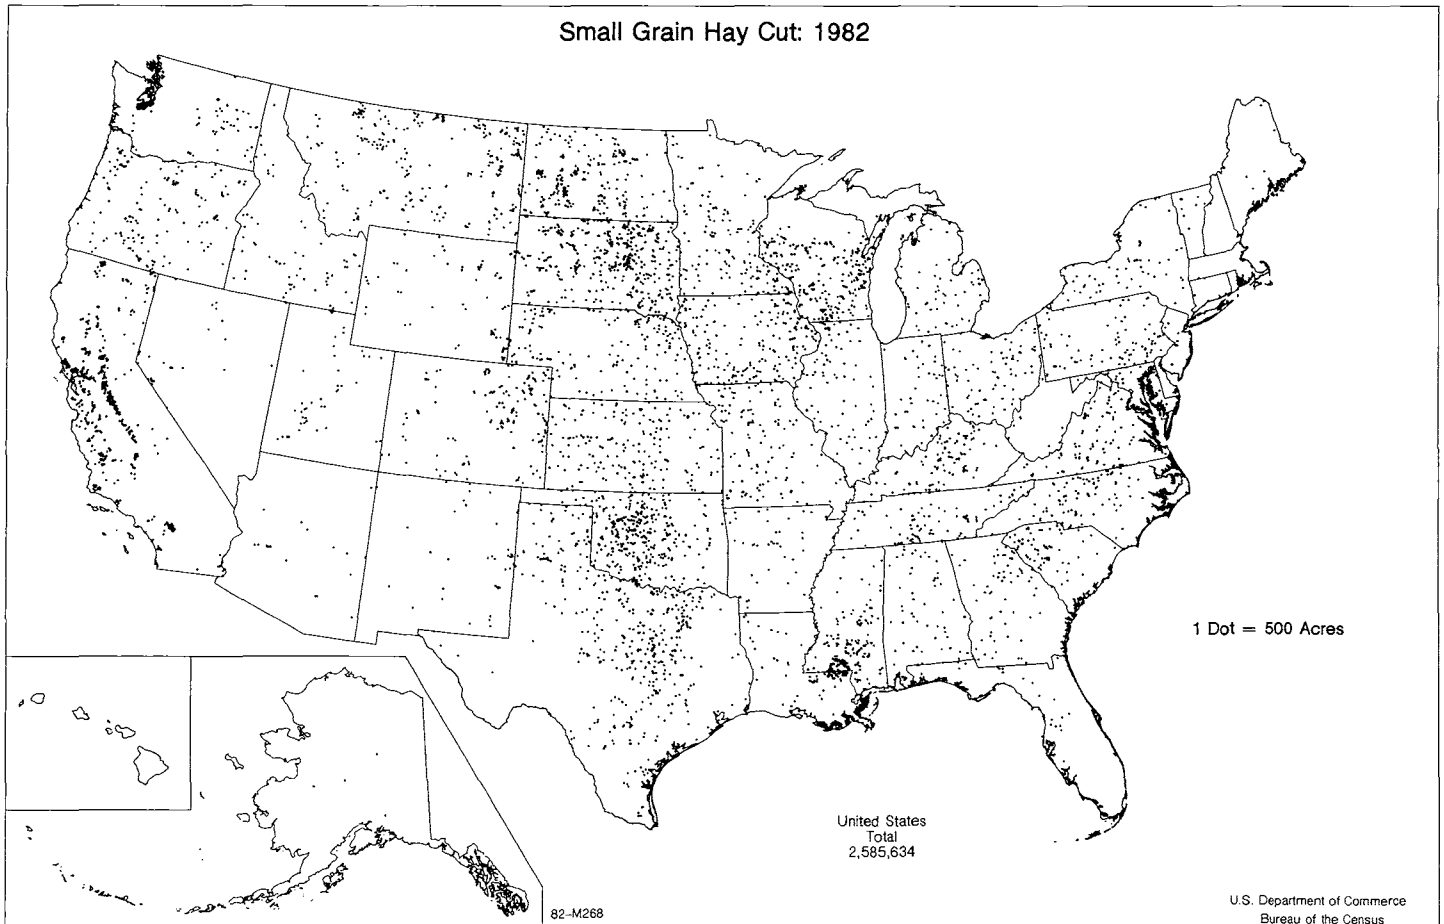 Small Grain Hay Cut: 1982
1 Dot = 500 Acres
United States
Total
2,585,634
82-M268
U.S. Department of Commerce
Bureau of the Census